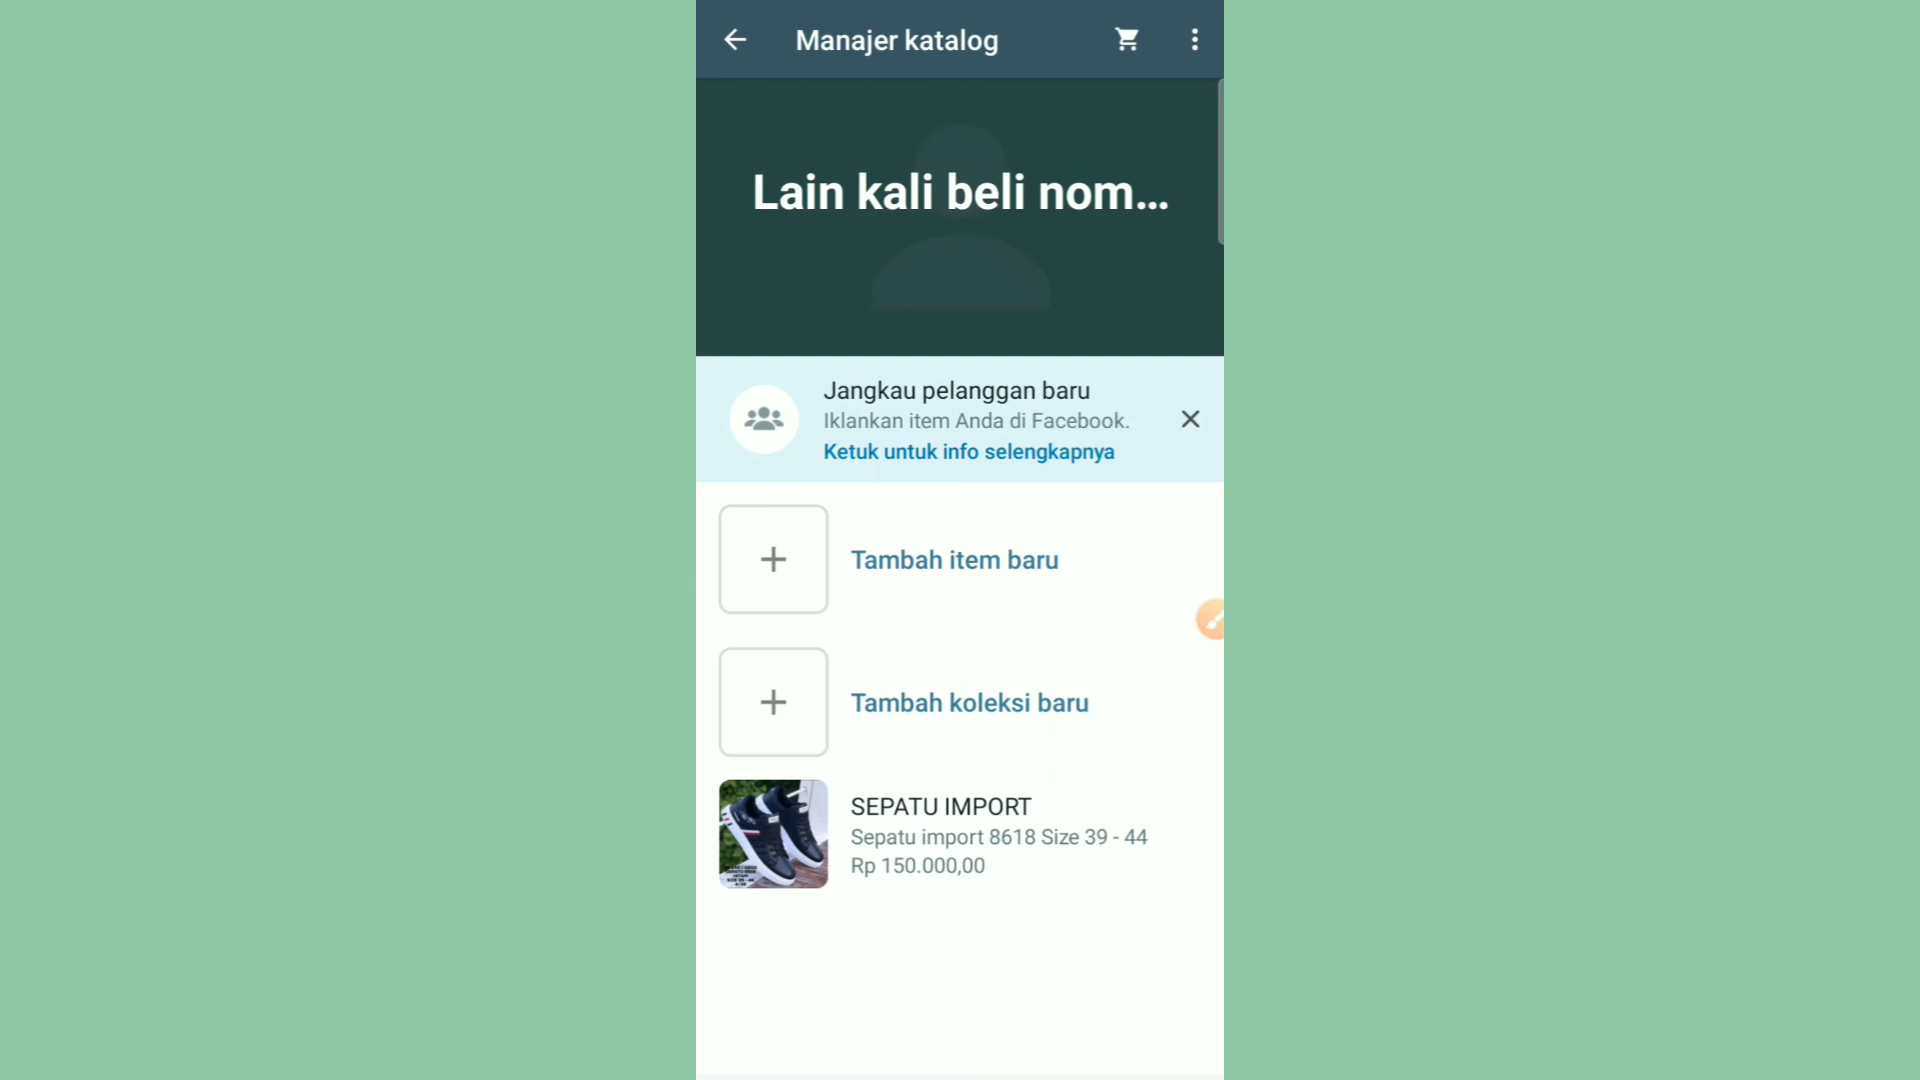 Manajer katalog
Lain kali beli nom...
Jangkau pelanggan baru
Iklankan item Anda di Facebook.
Ketuk untuk info selengkapnya
Tambah item baru
Tambah koleksi baru
SEPATU IMPORT
Sepatu import 8618 Size 39 - 44
Rp 150.000,00